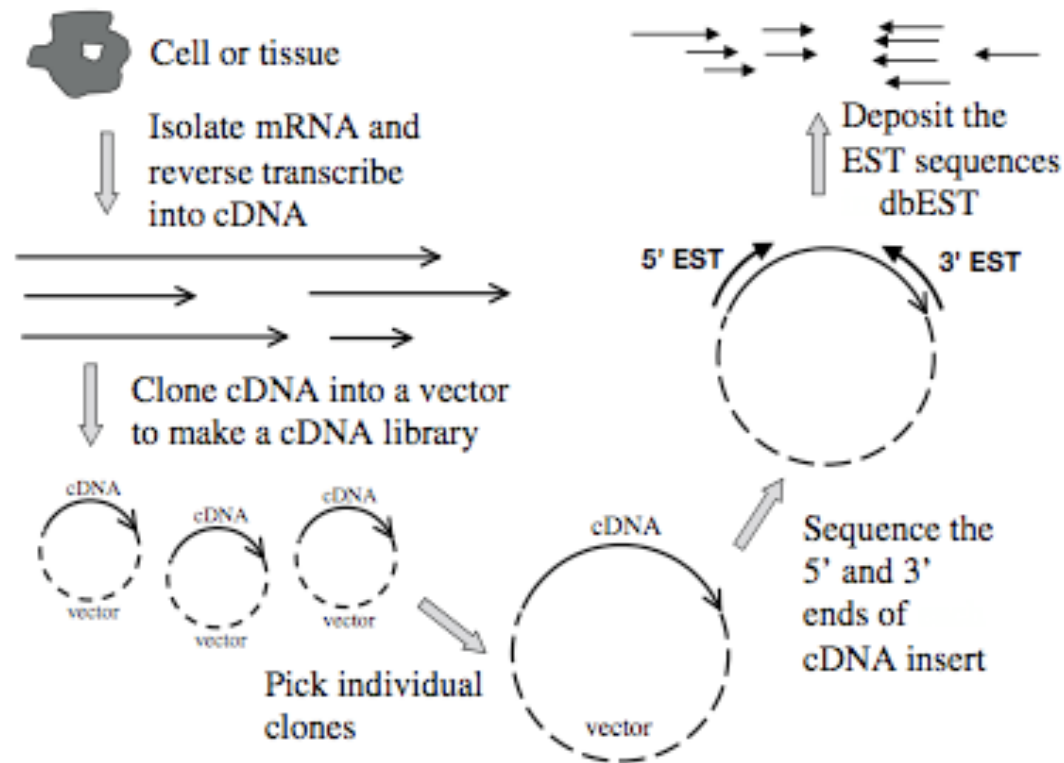 Cell or tissue
Isolate mRNA and
reverse transcribe
into cDNA
Clone cDNA into a vector
to make a cDNA library
cDNA
vector
cDNA
vector
cDNA
vector
Pick individual
clones
cDNA
vector
Sequence the
5’ and 3’
ends of
cDNA insert
5’ EST
3’ EST
Deposit the
EST sequences
dbEST